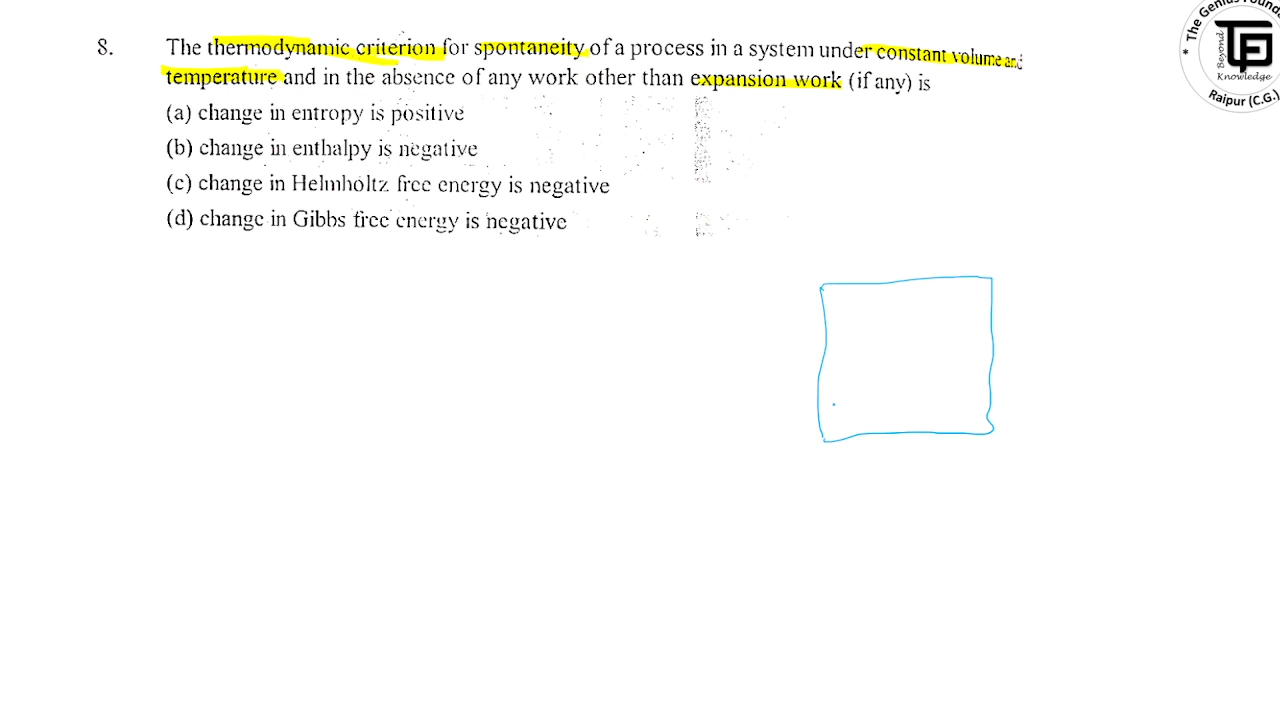 8. The thermodynamic criterion for spontaneity of a process in a system under constant volume and
temperature and in the absence of any work other than expansion work (if any) is
(a) change in entropy is positive
(b) change in enthalpy is negative
(c) change in Helmholtz free energy is negative
(d) change in Gibbs free energy is negative
* The Genius
Beyond
Knowledge
Raipur (C.G.)